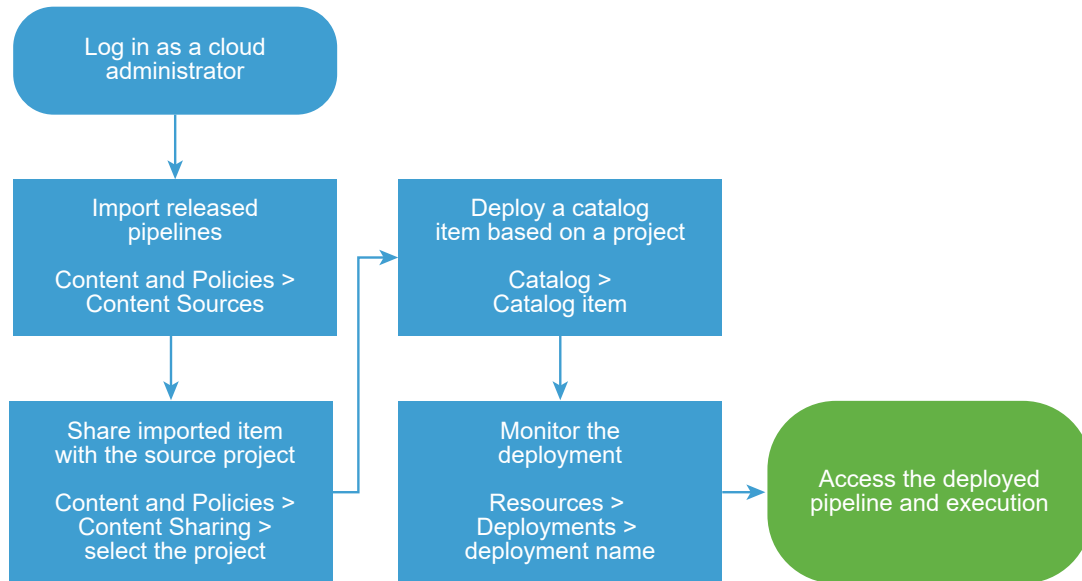 Log in as a cloud
administrator
Import released
pipelines
Content and Policies >
Content Sources
Share imported item
with the source project
Content and Policies >
Content Sharing >
select the project
Deploy a catalog
item based on a project
Catalog >
Catalog item
Monitor the
deployment
Resources >
Deployments >
deployment name
Access the deployed
pipeline and execution